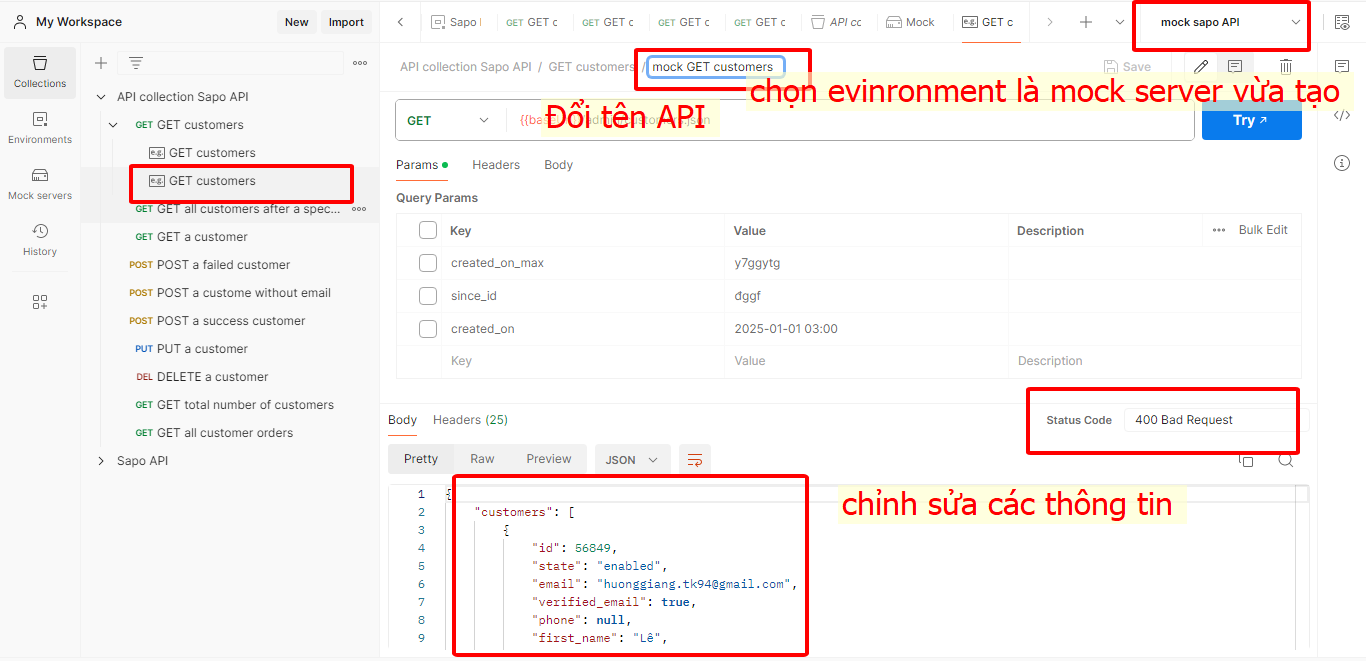 My Workspace
New
Import
Sapo
GET c
GET c
GET c
GET c
API cc
Mock
GET c
mock sapo API
Collections
Environments
Mock servers
History
API collection Sapo API
GET GET customers
GET customers
GET customers
GET GET all customers after a spec...
GET GET a customer
POST POST a failed customer
POST POST a custome without email
POST POST a success customer
PUT PUT a customer
DEL DELETE a customer
GET GET total number of customers
GET GET all customer orders
Sapo API
API collection Sapo API / GET customers / mock GET customers
Save
chọn evinronment là mock server vừa tạo
GET
Đổi tên API
Try
Params
Headers
Body
Query Params
Key Value Description Bulk Edit
created_on_max y7ggytg
since_id đggf
created_on 2025-01-01 03:00
Key Value Description
Body Headers (25)
Status Code 400 Bad Request
Pretty Raw Preview JSON
chỉnh sửa các thông tin
1 {
2 "customers": [
3 {
4 "id": 56849,
5 "state": "enabled",
6 "email": "huonggiang.tk94@gmail.com",
7 "verified_email": true,
8 "phone": null,
9 "first_name": "Lê",